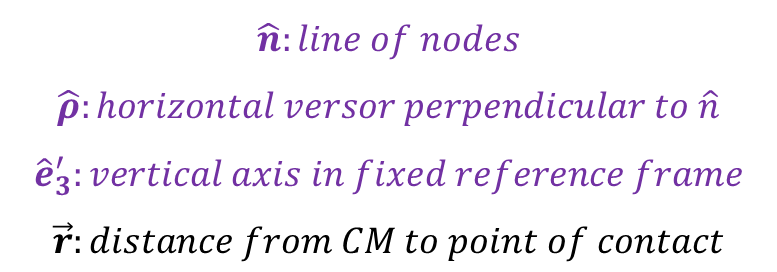 n̂: line of nodes
ρ̂: horizontal versor perpendicular to n̂
ê′₃: vertical axis in fixed reference frame
r⃗: distance from CM to point of contact